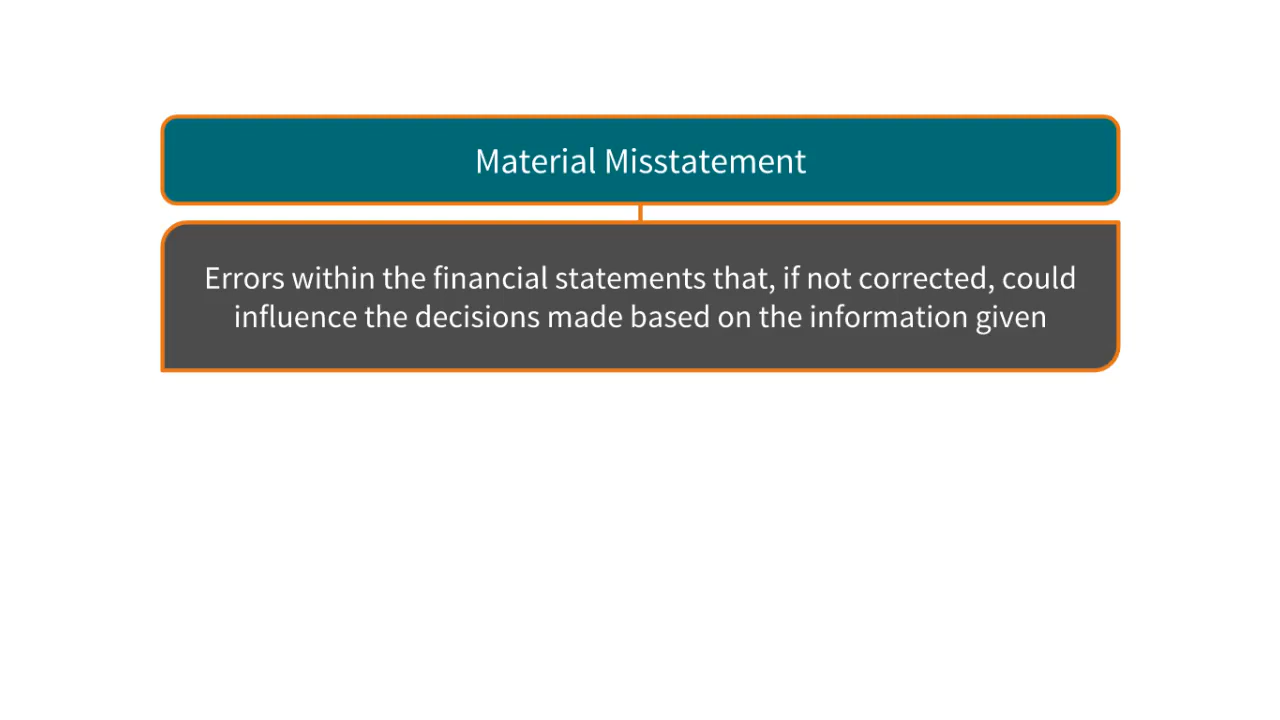 Material Misstatement
Errors within the financial statements that, if not corrected, could
influence the decisions made based on the information given